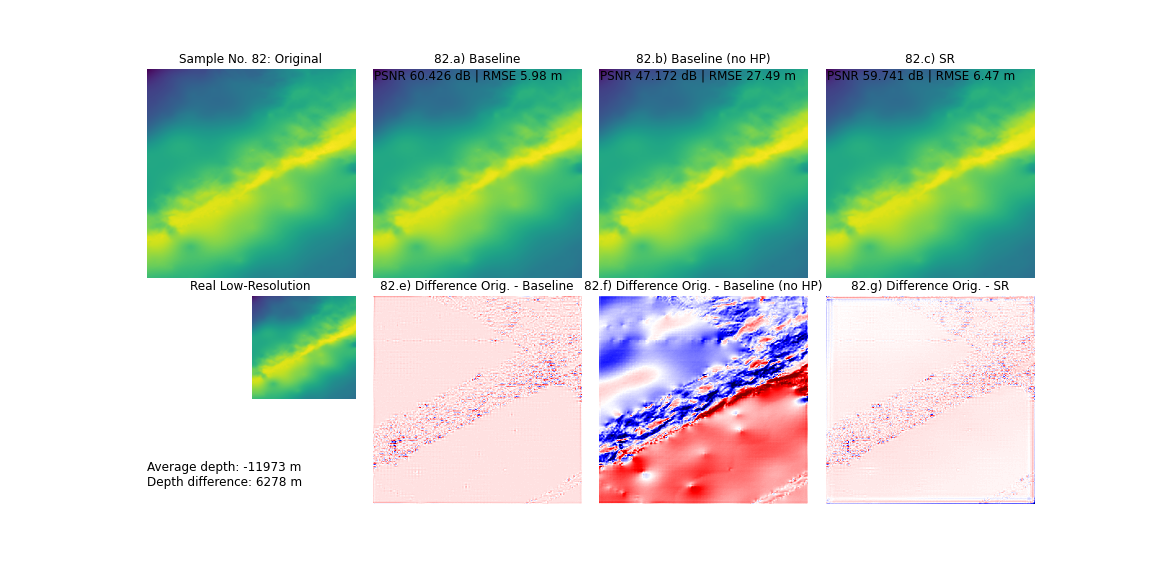 Sample No. 82: Original
82.a) Baseline
82.b) Baseline (no HP)
82.c) SR
PSNR 60.426 dB | RMSE 5.98 m
PSNR 47.172 dB | RMSE 27.49 m
PSNR 59.741 dB | RMSE 6.47 m
Real Low-Resolution
82.e) Difference Orig. - Baseline
82.f) Difference Orig. - Baseline (no HP)
82.g) Difference Orig. - SR
Average depth: -11973 m
Depth difference: 6278 m